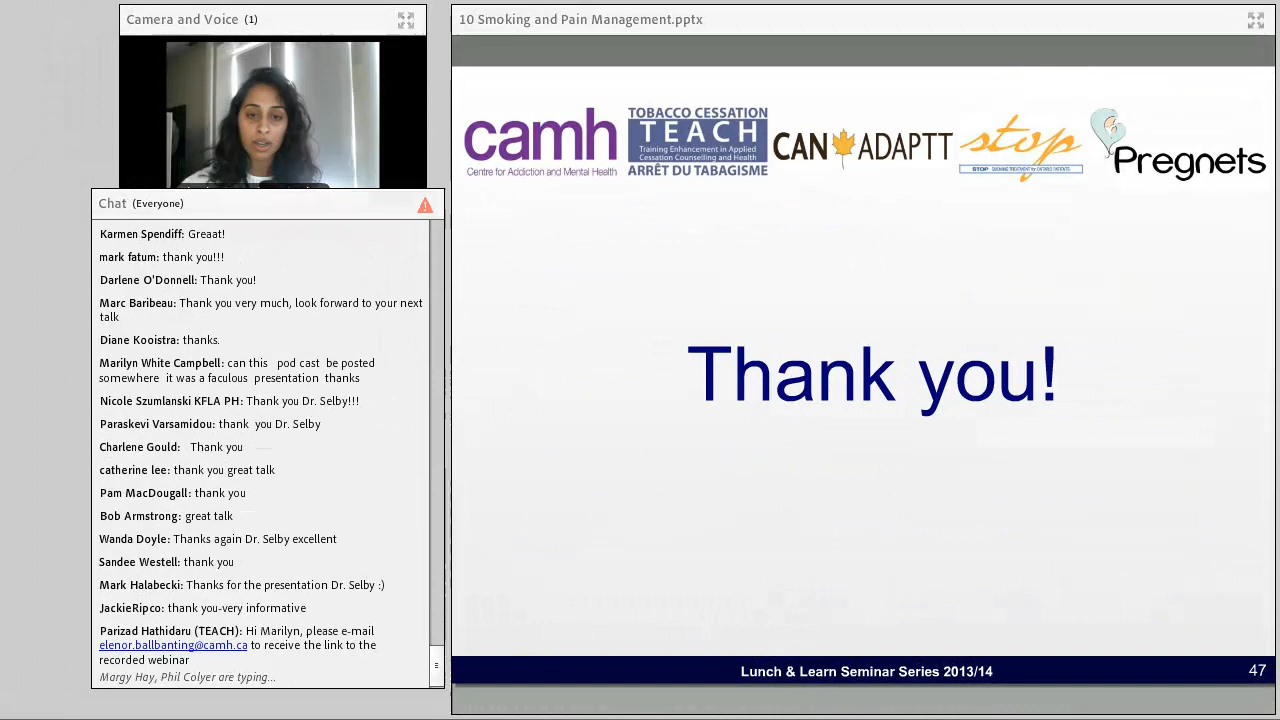 Camera and Voice (1)
Chat (Everyone)
Karmen Spendiff: Greaat!
mark fatum: thank you!!!
Darlene O'Donnell: Thank you!
Marc Baribeau: Thank you very much, look forward to your next
talk
Diane Kooistra: thanks.
Marilyn White Campbell: can this pod cast be posted
somewhere it was a faculous presentation thanks
Nicole Szumlanski KFLA PH: Thank you Dr. Selby!!!
Paraskevi Varsamidou: thank you Dr. Selby
Charlene Gould: Thank you
catherine lee: thank you great talk
Pam MacDougall: thank you
Bob Armstrong: great talk
Wanda Doyle: Thanks again Dr. Selby excellent
Sandee Westell: thank you
Mark Halabecki: Thanks for the presentation Dr. Selby :)
JackieRipco: thank you-very informative
Parizad Hathidaru (TEACH): Hi Marilyn, please e-mail
elenor.ballbanting@camh.ca to receive the link to the
recorded webinar
Margy Hay, Phil Colyer are typing...
10 Smoking and Pain Management.pptx
camh
Centre for Addiction and Mental Health
TOBACCO CESSATION
TEACH
Training Enhancement in Applied
Cessation Counselling and Health
ARRÊT DU TABAGISME
CAN ADAPTT
stop
STOP SMOKING TREATMENT FOR ONTARIO PATIENTS
Pregnets
Thank you!
Lunch & Learn Seminar Series 2013/14
47